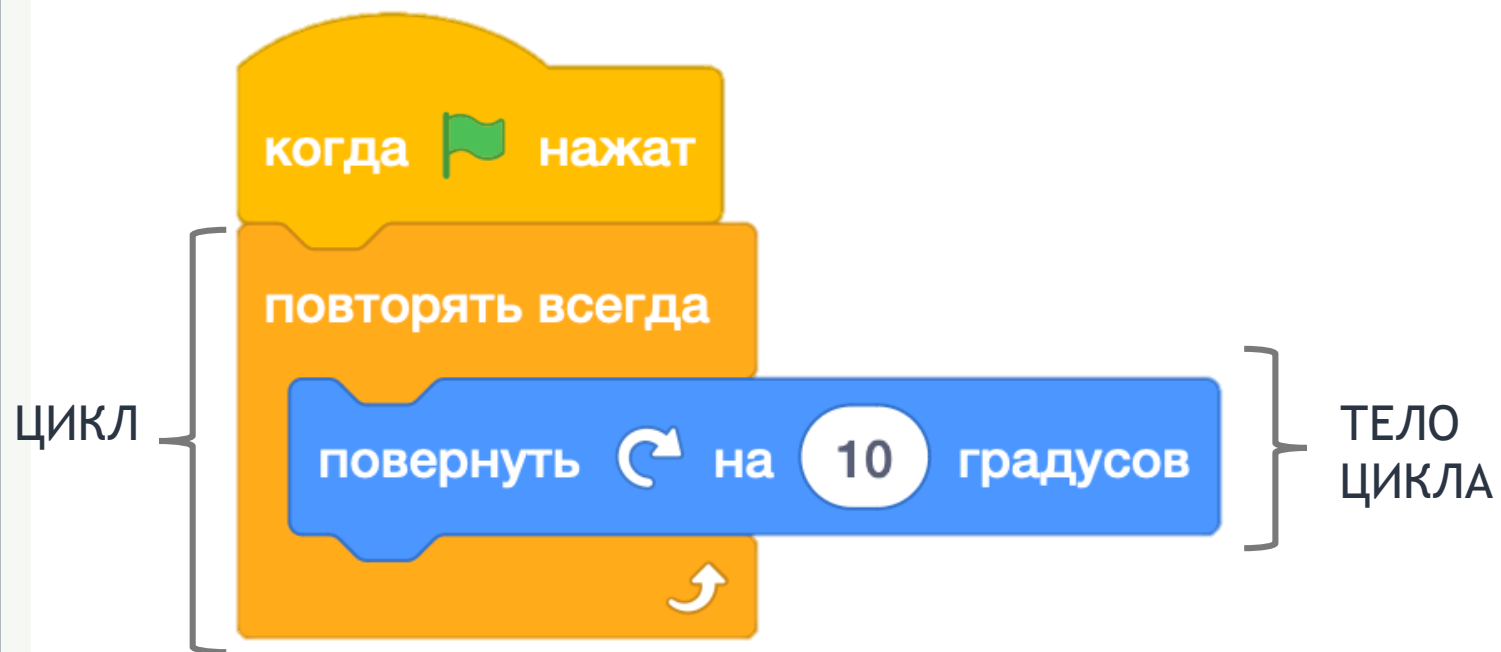 когда нажат
повторять всегда
ЦИКЛ
повернуть на 10 градусов
ТЕЛО
ЦИКЛА